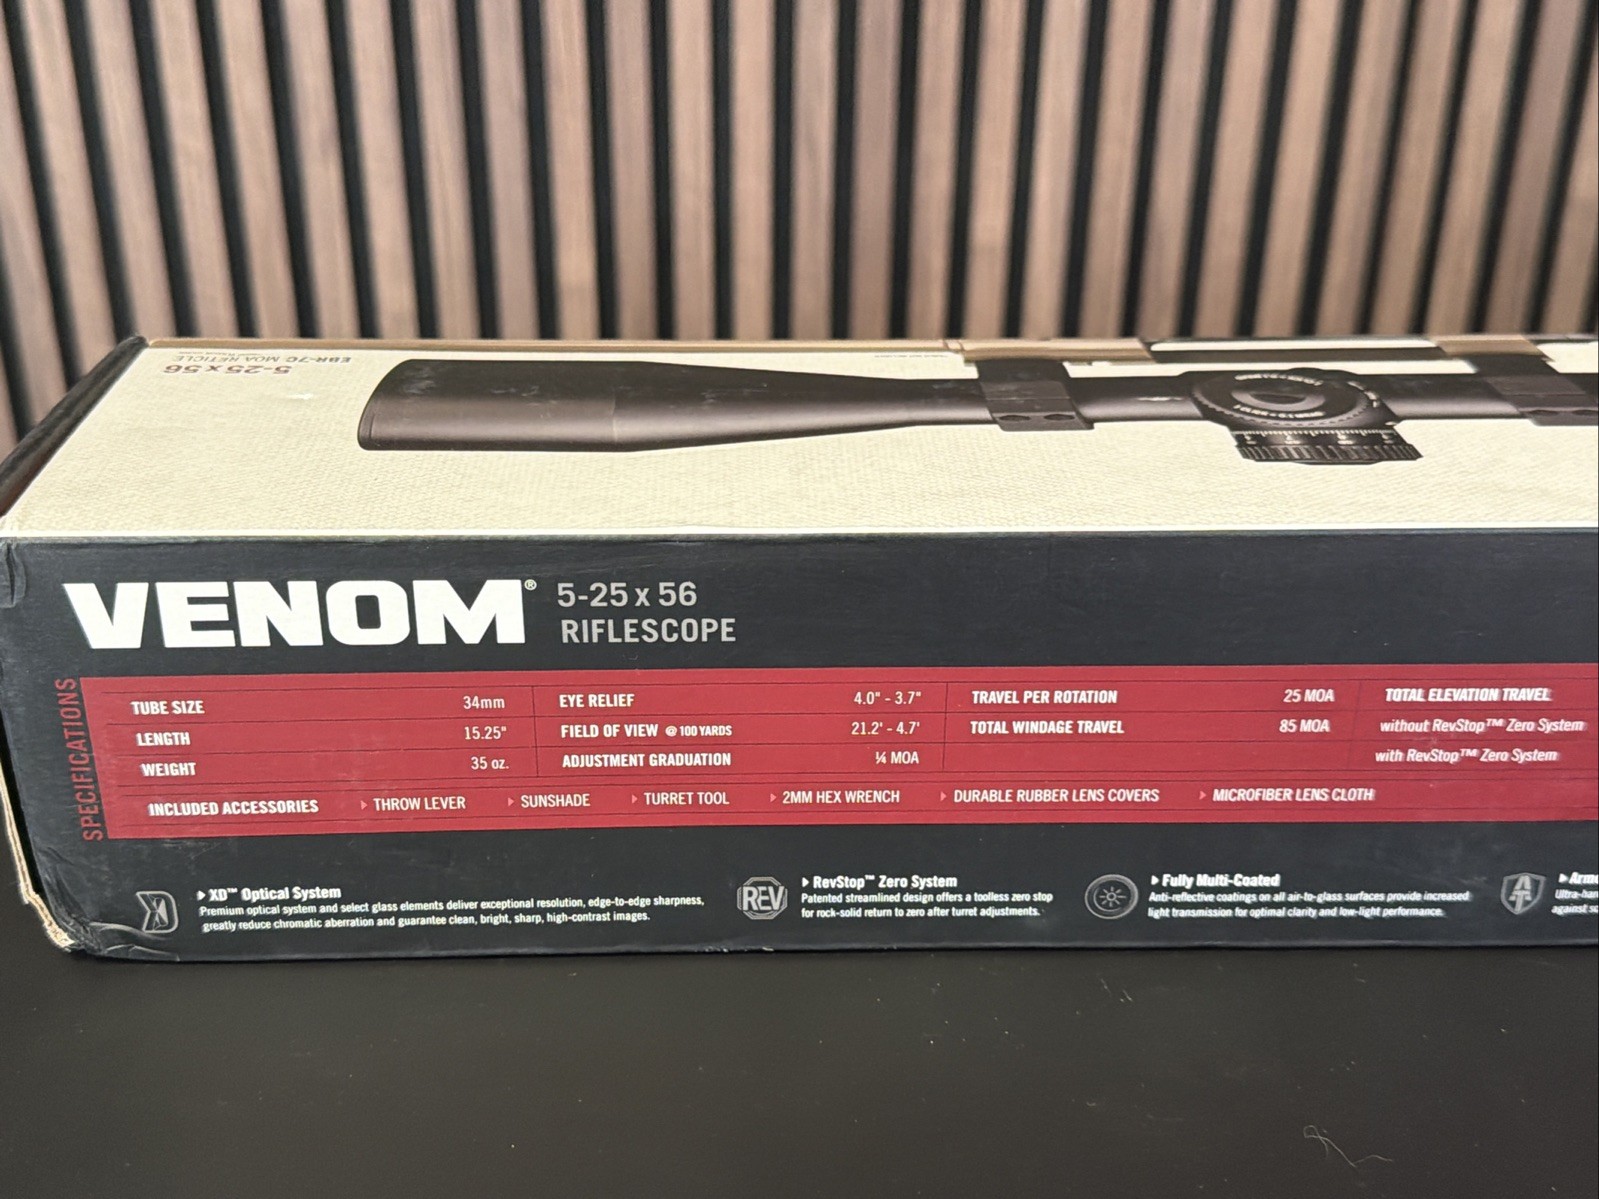 5-25 x 56
EBR-7C MOA RETICLE
VENOM® 5-25 x 56
RIFLESCOPE
SPECIFICATIONS
TUBE SIZE 34mm
LENGTH 15.25"
WEIGHT 35 oz.
EYE RELIEF 4.0" - 3.7"
FIELD OF VIEW @ 100 YARDS 21.2' - 4.7'
ADJUSTMENT GRADUATION ¼ MOA
TRAVEL PER ROTATION 25 MOA
TOTAL WINDAGE TRAVEL 85 MOA
TOTAL ELEVATION TRAVEL
without RevStop™ Zero System
with RevStop™ Zero System
INCLUDED ACCESSORIES THROW LEVER SUNSHADE TURRET TOOL 2MM HEX WRENCH DURABLE RUBBER LENS COVERS MICROFIBER LENS CLOTH
XD™ Optical System
Premium optical system and select glass elements deliver exceptional resolution, edge-to-edge sharpness,
greatly reduce chromatic aberration and guarantee clean, bright, sharp, high-contrast images.
REV
RevStop™ Zero System
Patented streamlined design offers a toolless zero stop
for rock-solid return to zero after turret adjustments.
Fully Multi-Coated
Anti-reflective coatings on all air-to-glass surfaces provide increased
light transmission for optimal clarity and low-light performance.
against